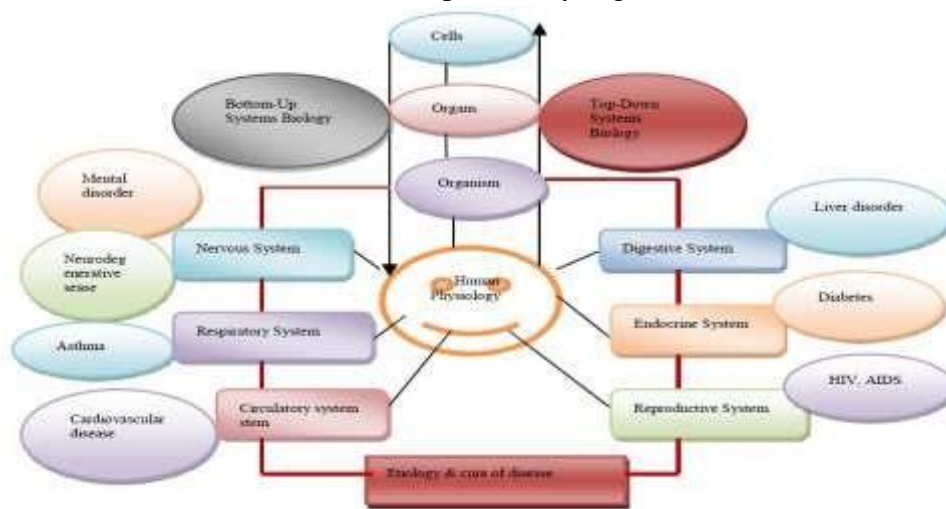 Cells
Bottom-Up
Systems Biology
Organ
Top-Down
Systems
Biology
Mental
disorder
Organism
Liver disorder
Nervous System
Digestive System
Neurodeg
enerative
Human
Physiology
Diabetes
Respiratory System
Endocrine System
Asthma
HIV, AIDS
Cardiovascular
disease
Circulatory system
stem
Reproductive System
Etiology & cure of disease